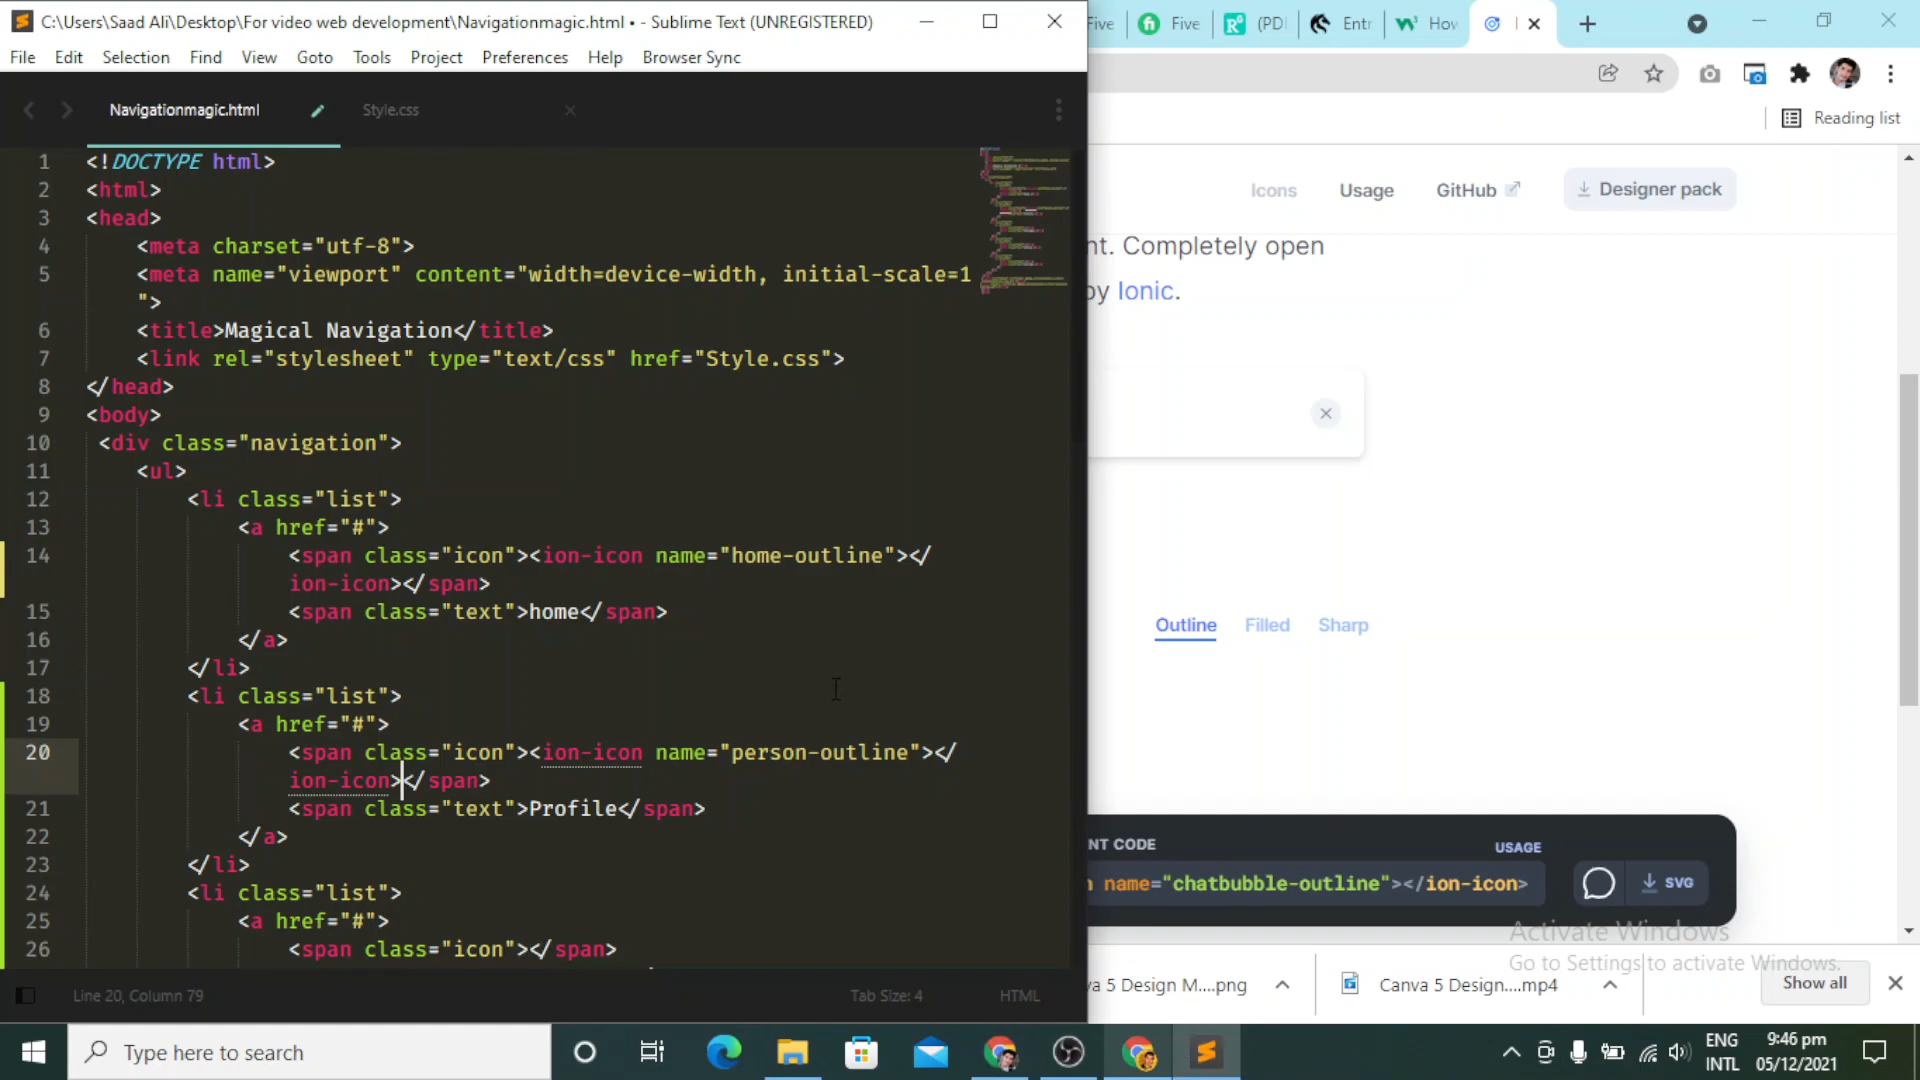 C:\Users\Saad Ali\Desktop\For video web development\Navigationmagic.html • - Sublime Text (UNREGISTERED)
File Edit Selection Find View Goto Tools Project Preferences Help Browser Sync
Navigationmagic.html
Style.css
1 <!DOCTYPE html>
2 <html>
3 <head>
4 <meta charset="utf-8">
5 <meta name="viewport" content="width=device-width, initial-scale=1
">
6 <title>Magical Navigation</title>
7 <link rel="stylesheet" type="text/css" href="Style.css">
8 </head>
9 <body>
10 <div class="navigation">
11 <ul>
12 <li class="list">
13 <a href="#">
14 <span class="icon"><ion-icon name="home-outline"></
ion-icon></span>
15 <span class="text">home</span>
16 </a>
17 </li>
18 <li class="list">
19 <a href="#">
20 <span class="icon"><ion-icon name="person-outline"></
ion-icon></span>
21 <span class="text">Profile</span>
22 </a>
23 </li>
24 <li class="list">
25 <a href="#">
26 <span class="icon"></span>
Line 20, Column 79
Tab Size: 4
HTML
Five
Five
(PD
Entr
How
Reading list
Icons Usage GitHub Designer pack
nt. Completely open
by Ionic.
Outline Filled Sharp
NT CODE
USAGE
name="chatbubble-outline"></ion-icon>
SVG
Activate Windows
Go to Settings to activate Windows.
va 5 Design M....png
Canva 5 Design....mp4
Show all
Type here to search
ENG
INTL
9:46 pm
05/12/2021